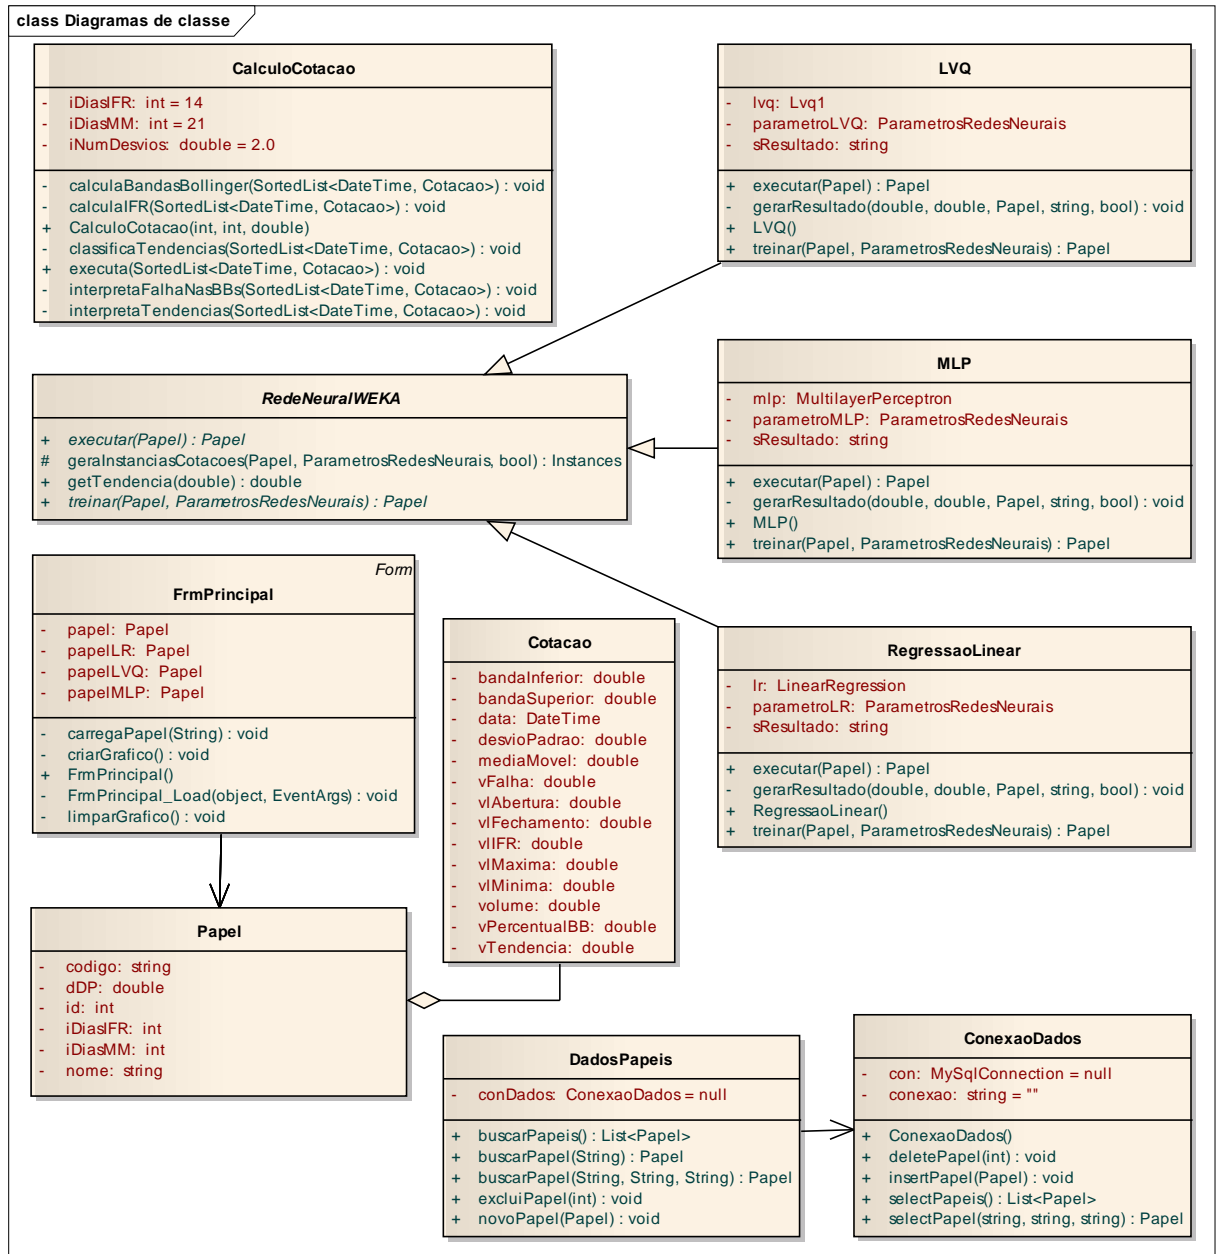 class Diagramas de classe
CalculoCotacao
- iDiasIFR: int = 14
- iDiasMM: int = 21
- iNumDesvios: double = 2.0
- calculaBandasBollinger(SortedList<DateTime, Cotacao>) : void
- calculaIFR(SortedList<DateTime, Cotacao>) : void
+ CalculoCotacao(int, int, double)
- classificaTendencias(SortedList<DateTime, Cotacao>) : void
+ executa(SortedList<DateTime, Cotacao>) : void
- interpretaFalhaNasBBs(SortedList<DateTime, Cotacao>) : void
- interpretaTendencias(SortedList<DateTime, Cotacao>) : void
LVQ
- lvq: Lvq1
- parametroLVQ: ParametrosRedesNeurais
- sResultado: string
+ executar(Papel) : Papel
- gerarResultado(double, double, Papel, string, bool) : void
+ LVQ()
+ treinar(Papel, ParametrosRedesNeurais) : Papel
RedeNeuralWEKA
+ executar(Papel) : Papel
# geraInstanciasCotacoes(Papel, ParametrosRedesNeurais, bool) : Instances
+ getTendencia(double) : double
+ treinar(Papel, ParametrosRedesNeurais) : Papel
MLP
- mlp: MultilayerPerceptron
- parametroMLP: ParametrosRedesNeurais
- sResultado: string
+ executar(Papel) : Papel
- gerarResultado(double, double, Papel, string, bool) : void
+ MLP()
+ treinar(Papel, ParametrosRedesNeurais) : Papel
Form
FrmPrincipal
- papel: Papel
- papelLR: Papel
- papelLVQ: Papel
- papelMLP: Papel
- carregaPapel(String) : void
- criarGrafico() : void
+ FrmPrincipal()
- FrmPrincipal_Load(object, EventArgs) : void
- limparGrafico() : void
Cotacao
- bandaInferior: double
- bandaSuperior: double
- data: DateTime
- desvioPadrao: double
- mediaMovel: double
- vFalha: double
- vlAbertura: double
- vlFechamento: double
- vlIFR: double
- vlMaxima: double
- vlMinima: double
- volume: double
- vPercentualBB: double
- vTendencia: double
RegressaoLinear
- lr: LinearRegression
- parametroLR: ParametrosRedesNeurais
- sResultado: string
+ executar(Papel) : Papel
- gerarResultado(double, double, Papel, string, bool) : void
+ RegressaoLinear()
+ treinar(Papel, ParametrosRedesNeurais) : Papel
Papel
- codigo: string
- dDP: double
- id: int
- iDiasIFR: int
- iDiasMM: int
- nome: string
DadosPapeis
- conDados: ConexaoDados = null
+ buscarPapeis() : List<Papel>
+ buscarPapel(String) : Papel
+ buscarPapel(String, String, String) : Papel
+ excluiPapel(int) : void
+ novoPapel(Papel) : void
ConexaoDados
- con: MySqlConnection = null
- conexao: string = ""
+ ConexaoDados()
+ deletePapel(int) : void
+ insertPapel(Papel) : void
+ selectPapeis() : List<Papel>
+ selectPapel(string, string, string) : Papel